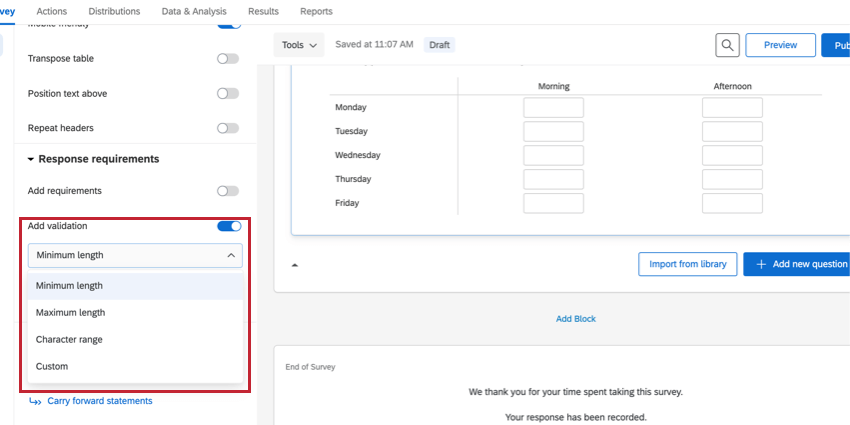 vey Actions Distributions Data & Analysis Results Reports
Mobile friendly
Transpose table
Position text above
Repeat headers
Response requirements
Add requirements
Add validation
Minimum length
Minimum length
Maximum length
Character range
Custom
Carry forward statements
Tools Saved at 11:07 AM Draft Preview Pub
Morning Afternoon
Monday
Tuesday
Wednesday
Thursday
Friday
Import from library + Add new question
Add Block
End of Survey
We thank you for your time spent taking this survey.
Your response has been recorded.